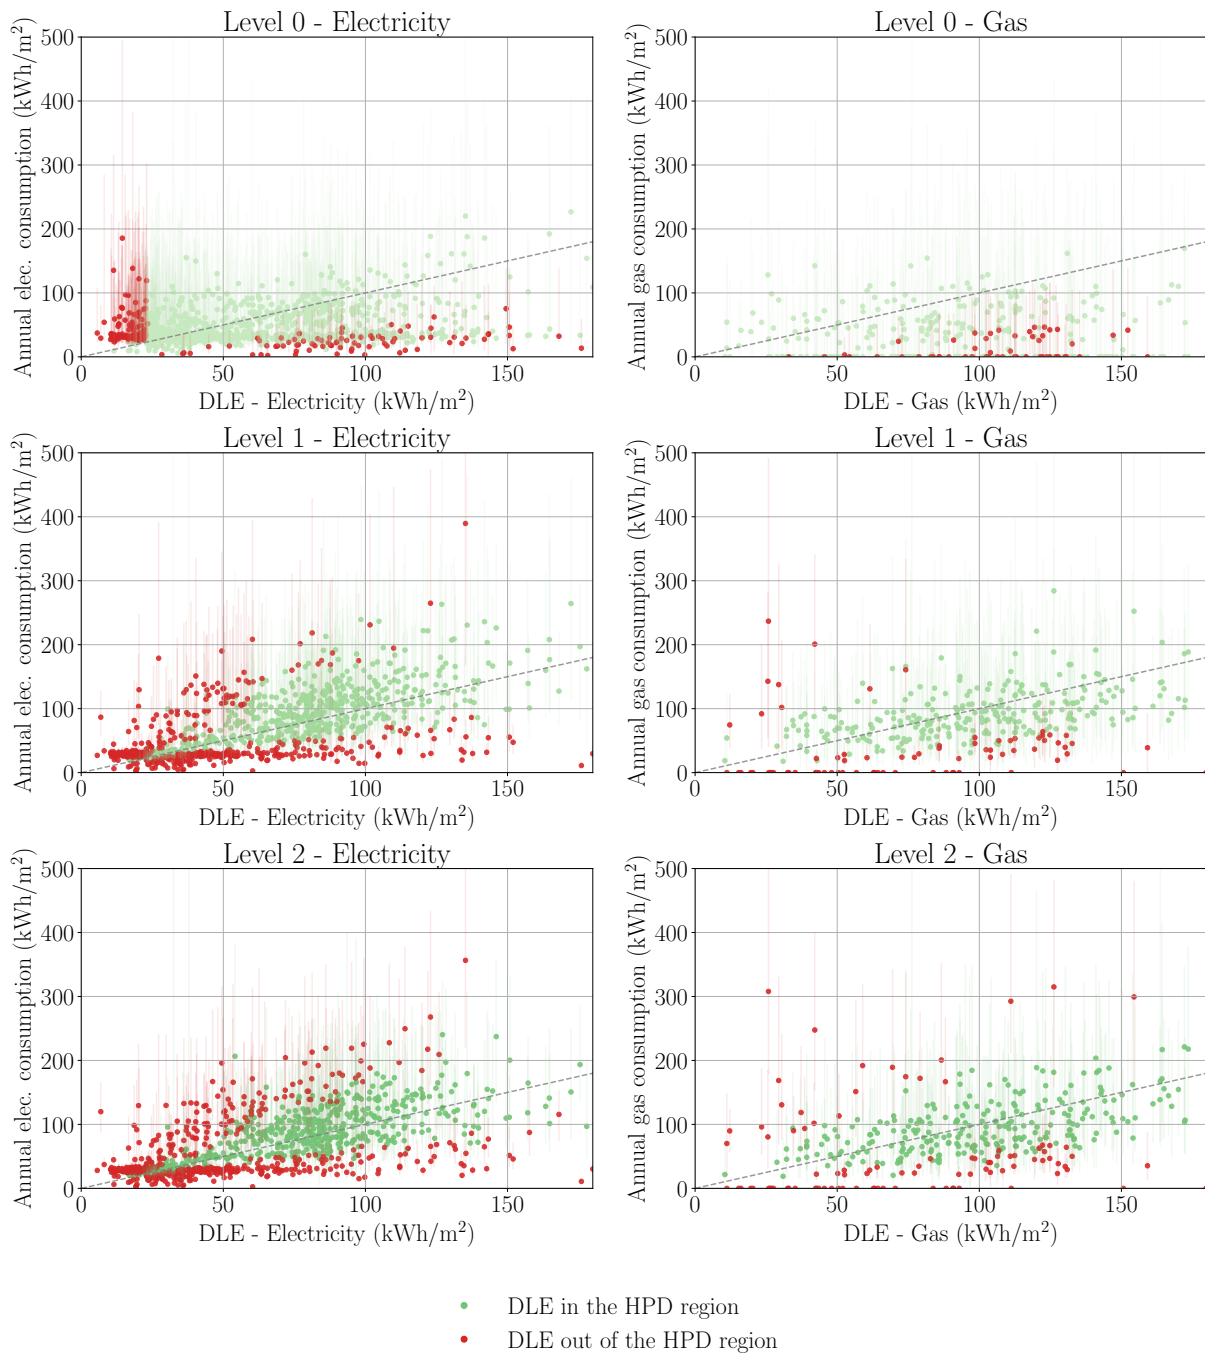 Level 0 - Electricity
Annual elec. consumption (kWh/m²)
500
400
300
200
100
0
0 50 100 150
DLE - Electricity (kWh/m²)
Level 0 - Gas
Annual gas consumption (kWh/m²)
500
400
300
200
100
0
0 50 100 150
DLE - Gas (kWh/m²)
Level 1 - Electricity
Annual elec. consumption (kWh/m²)
500
400
300
200
100
0
0 50 100 150
DLE - Electricity (kWh/m²)
Level 1 - Gas
Annual gas consumption (kWh/m²)
500
400
300
200
100
0
0 50 100 150
DLE - Gas (kWh/m²)
Level 2 - Electricity
Annual elec. consumption (kWh/m²)
500
400
300
200
100
0
0 50 100 150
DLE - Electricity (kWh/m²)
Level 2 - Gas
Annual gas consumption (kWh/m²)
500
400
300
200
100
0
0 50 100 150
DLE - Gas (kWh/m²)
DLE in the HPD region
DLE out of the HPD region